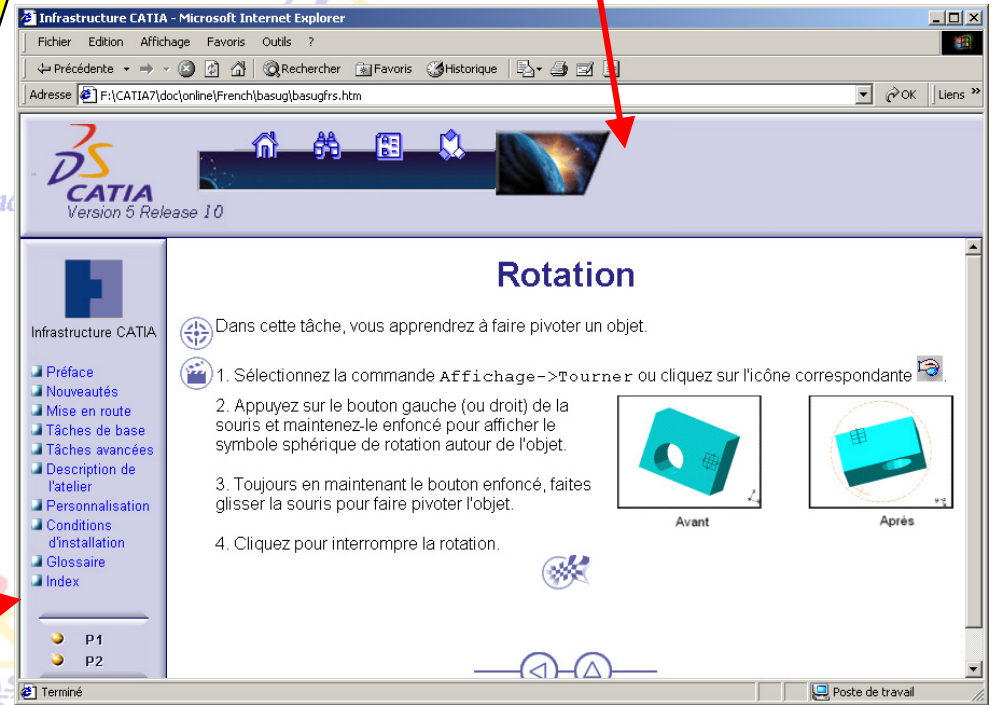 Infrastructure CATIA - Microsoft Internet Explorer
Fichier Edition Affichage Favoris Outils ?
Précédente Rechercher Favoris Historique
Adresse F:\CATIA7\doc\online\French\basug\basugfrs.htm OK Liens »
DS
CATIA
Version 5 Release 10
Infrastructure CATIA
Préface
Nouveautés
Mise en route
Tâches de base
Tâches avancées
Description de
l'atelier
Personnalisation
Conditions
d'installation
Glossaire
Index
P1
P2
Rotation
Dans cette tâche, vous apprendrez à faire pivoter un objet.
1. Sélectionnez la commande Affichage->Tourner ou cliquez sur l'icône correspondante .
2. Appuyez sur le bouton gauche (ou droit) de la
souris et maintenez-le enfoncé pour afficher le
symbole sphérique de rotation autour de l'objet.
3. Toujours en maintenant le bouton enfoncé, faites
glisser la souris pour faire pivoter l'objet.
4. Cliquez pour interrompre la rotation.
Avant
Après
Terminé
Poste de travail